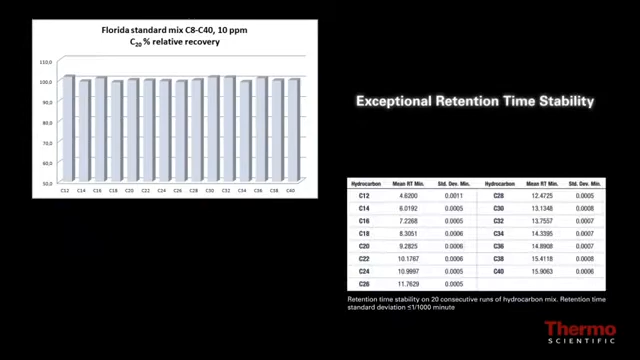 Florida standard mix C8-C40, 10 ppm
C20 % relative recovery
110,0
100,0
90,0
80,0
70,0
60,0
50,0
C12 C14 C16 C18 C20 C22 C24 C26 C28 C30 C32 C34 C36 C18 C40
Exceptional Retention Time Stability
Hydrocarbon Mean RT Min. Std. Dev. Min. Hydrocarbon Mean RT Min. Std. Dev. Min.
C12 4.6200 0.0011 C28 12.4725 0.0005
C14 6.0192 0.0005 C30 13.1348 0.0008
C16 7.2268 0.0005 C32 13.7557 0.0007
C18 8.3051 0.0006 C34 14.3395 0.0007
C20 9.2825 0.0006 C36 14.8908 0.0007
C22 10.1767 0.0006 C38 15.4118 0.0008
C24 10.9997 0.0005 C40 15.9063 0.0006
C26 11.7629 0.0005
Retention time stability on 20 consecutive runs of hydrocarbon mix. Retention time
standard deviation ≤1/1000 minute
Thermo
SCIENTIFIC